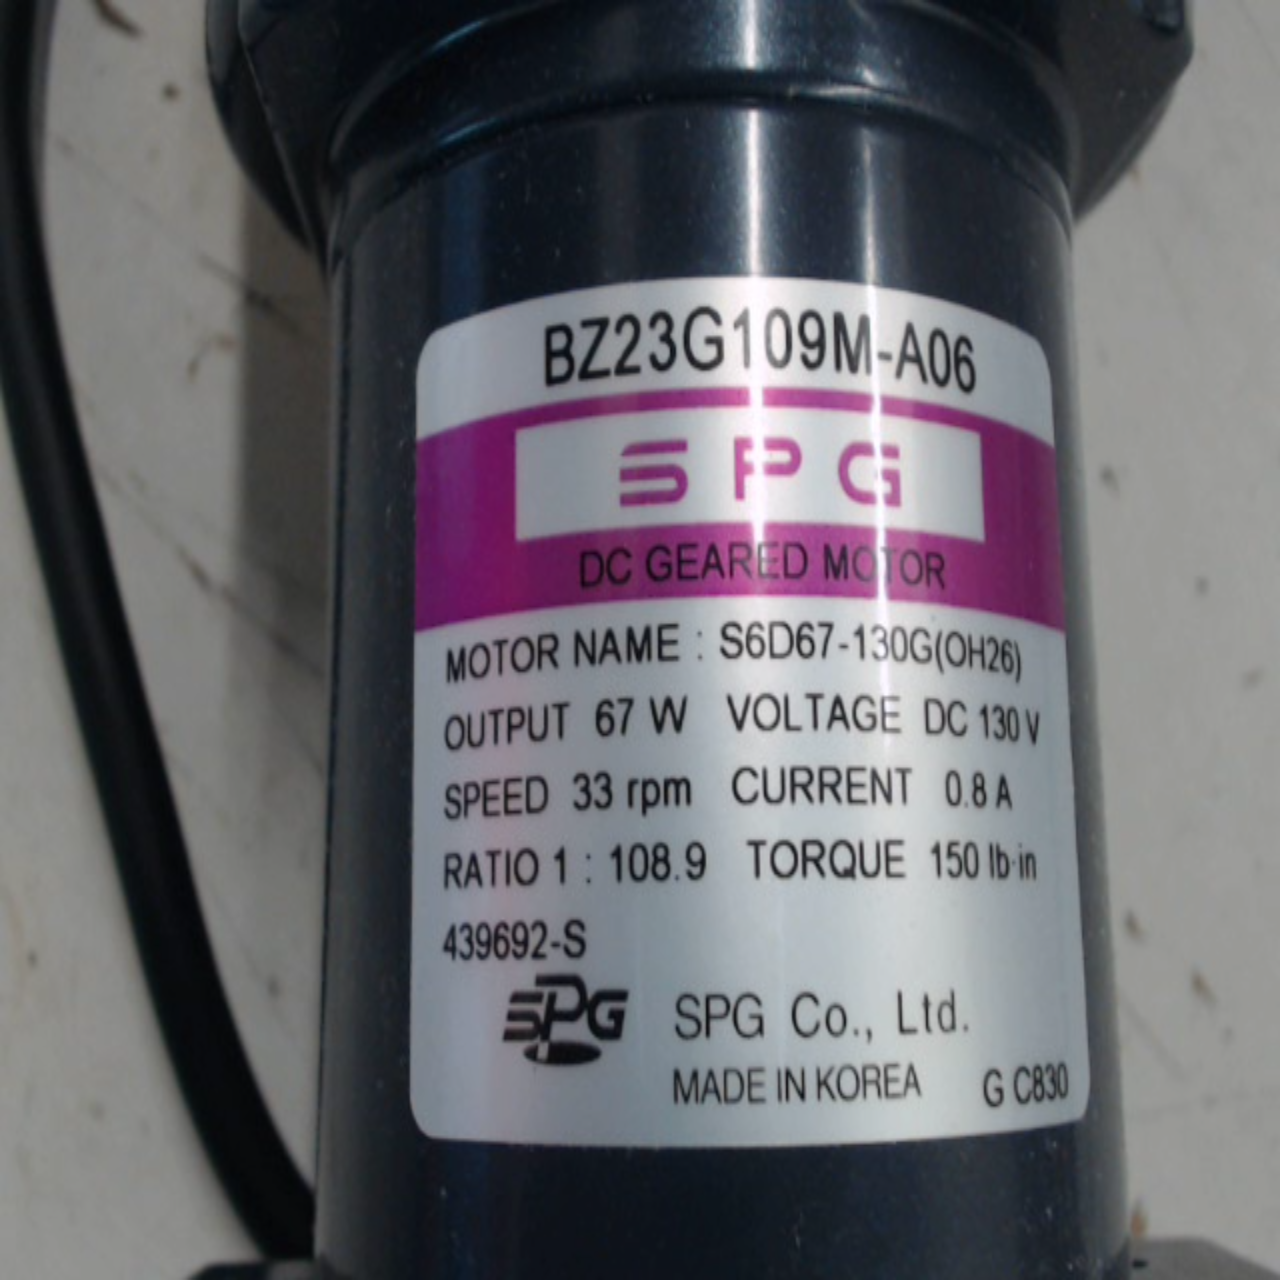 BZ23G109M-A06
SPG
DC GEARED MOTOR
MOTOR NAME : S6D67-130G(OH26)
OUTPUT 67 W VOLTAGE DC 130 V
SPEED 33 rpm CURRENT 0.8 A
RATIO 1 : 108.9 TORQUE 150 lb·in
439692-S
SPG SPG Co., Ltd.
MADE IN KOREA G C830